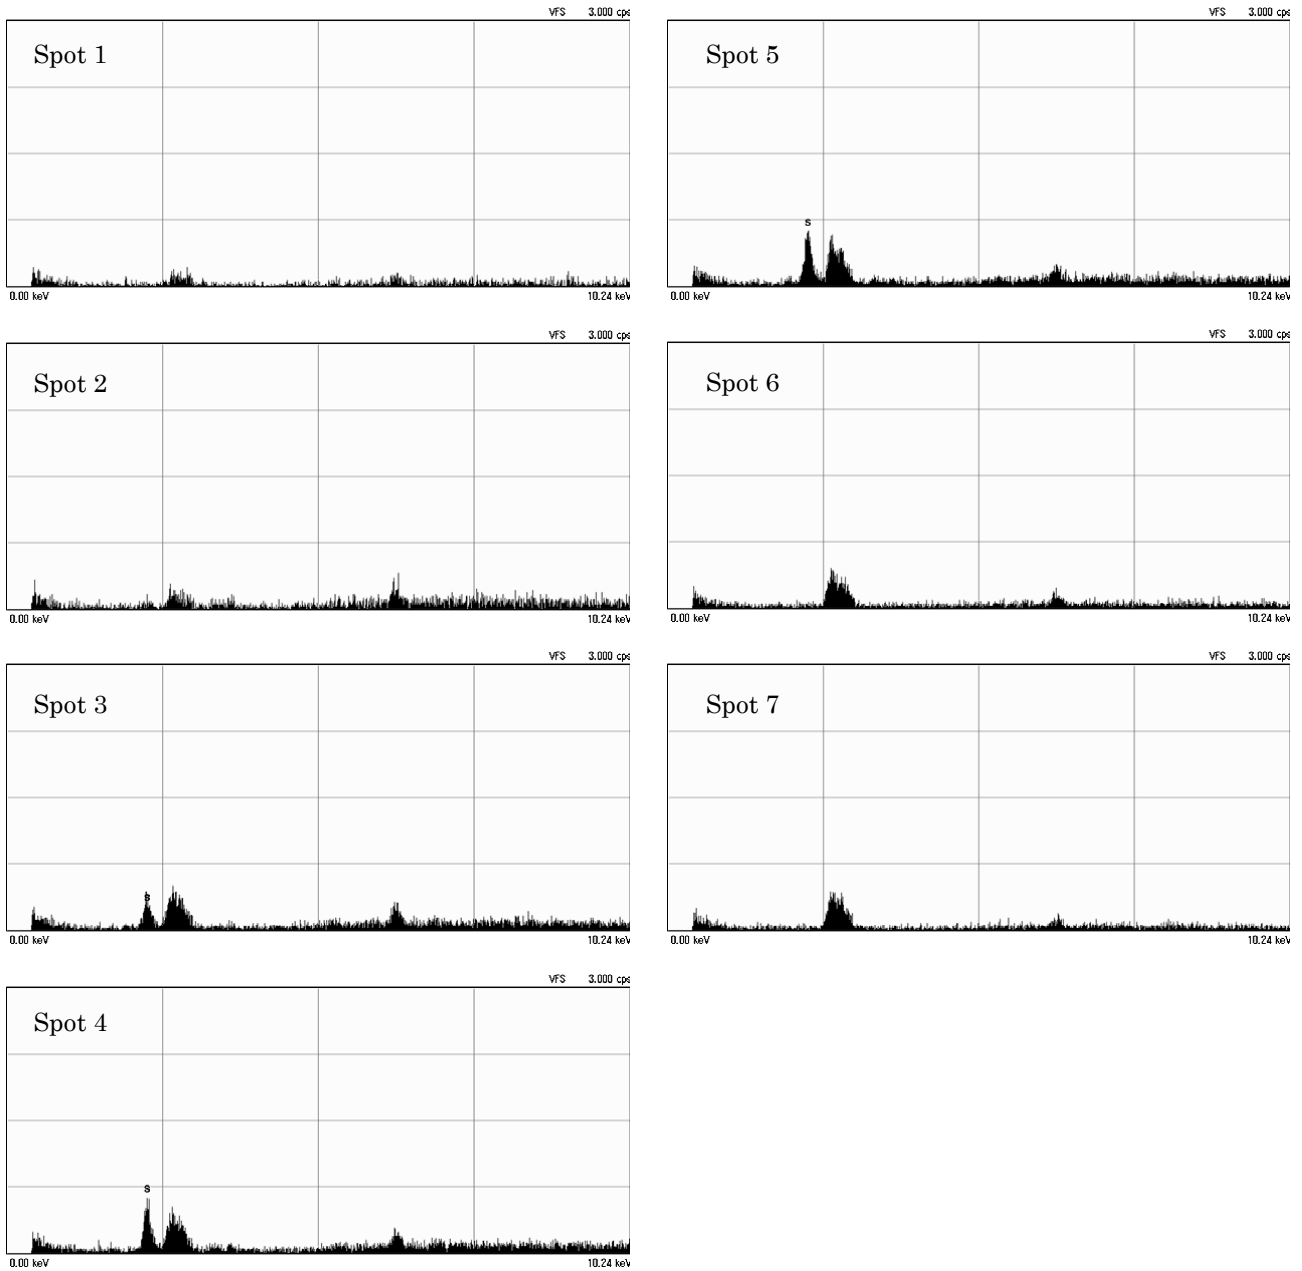 VFS 3.000 cps
Spot 1
0.00 keV 10.24 keV
VFS 3.000 cps
Spot 2
0.00 keV 10.24 keV
VFS 3.000 cps
Spot 3
S
0.00 keV 10.24 keV
VFS 3.000 cps
Spot 4
S
0.00 keV 10.24 keV
VFS 3.000 cps
Spot 5
S
0.00 keV 10.24 keV
VFS 3.000 cps
Spot 6
0.00 keV 10.24 keV
VFS 3.000 cps
Spot 7
0.00 keV 10.24 keV